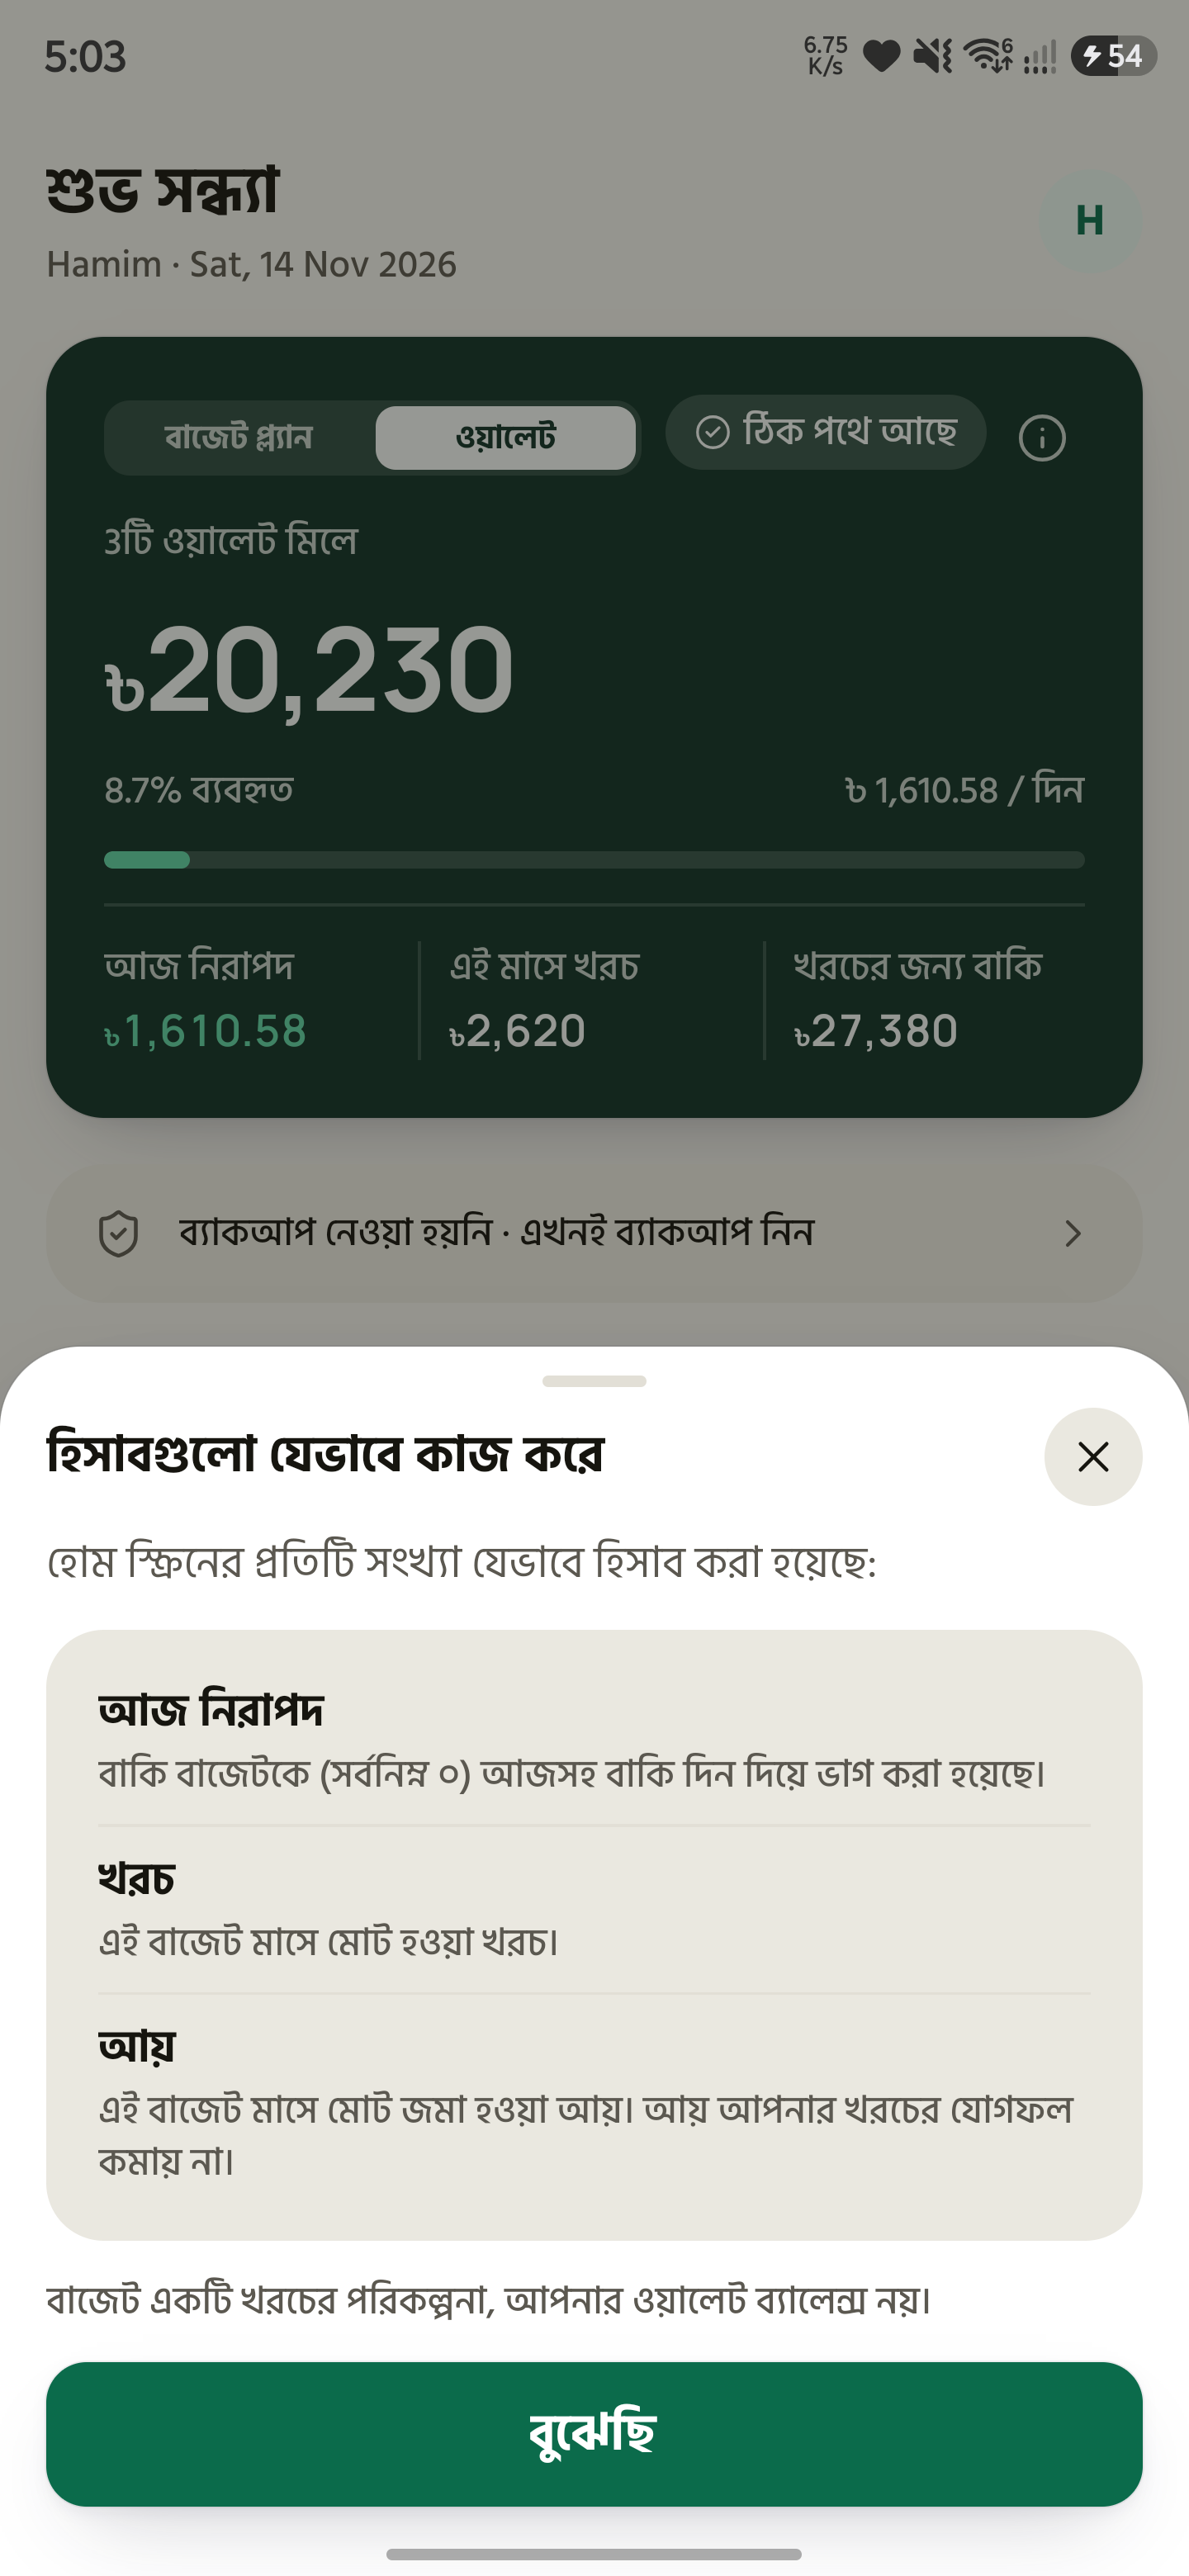 5:03
6.75 K/s
6
54
শুভ সন্ধ্যা
Hamim · Sat, 14 Nov 2026
H
বাজেট প্ল্যান
ওয়ালেট
ঠিক পথে আছে
3টি ওয়ালেট মিলে
৳20,230
8.7% ব্যবহৃত
৳ 1,610.58 / দিন
আজ নিরাপদ
এই মাসে খরচ
খরচের জন্য বাকি
৳1,610.58
৳2,620
৳27,380
ব্যাকআপ নেওয়া হয়নি · এখনই ব্যাকআপ নিন
হিসাবগুলো যেভাবে কাজ করে
হোম স্ক্রিনের প্রতিটি সংখ্যা যেভাবে হিসাব করা হয়েছে:
আজ নিরাপদ
বাকি বাজেটকে (সর্বনিম্ন ০) আজসহ বাকি দিন দিয়ে ভাগ করা হয়েছে।
খরচ
এই বাজেট মাসে মোট হওয়া খরচ।
আয়
এই বাজেট মাসে মোট জমা হওয়া আয়। আয় আপনার খরচের যোগফল
কমায় না।
বাজেট একটি খরচের পরিকল্পনা, আপনার ওয়ালেট ব্যালেন্স নয়।
বুঝেছি